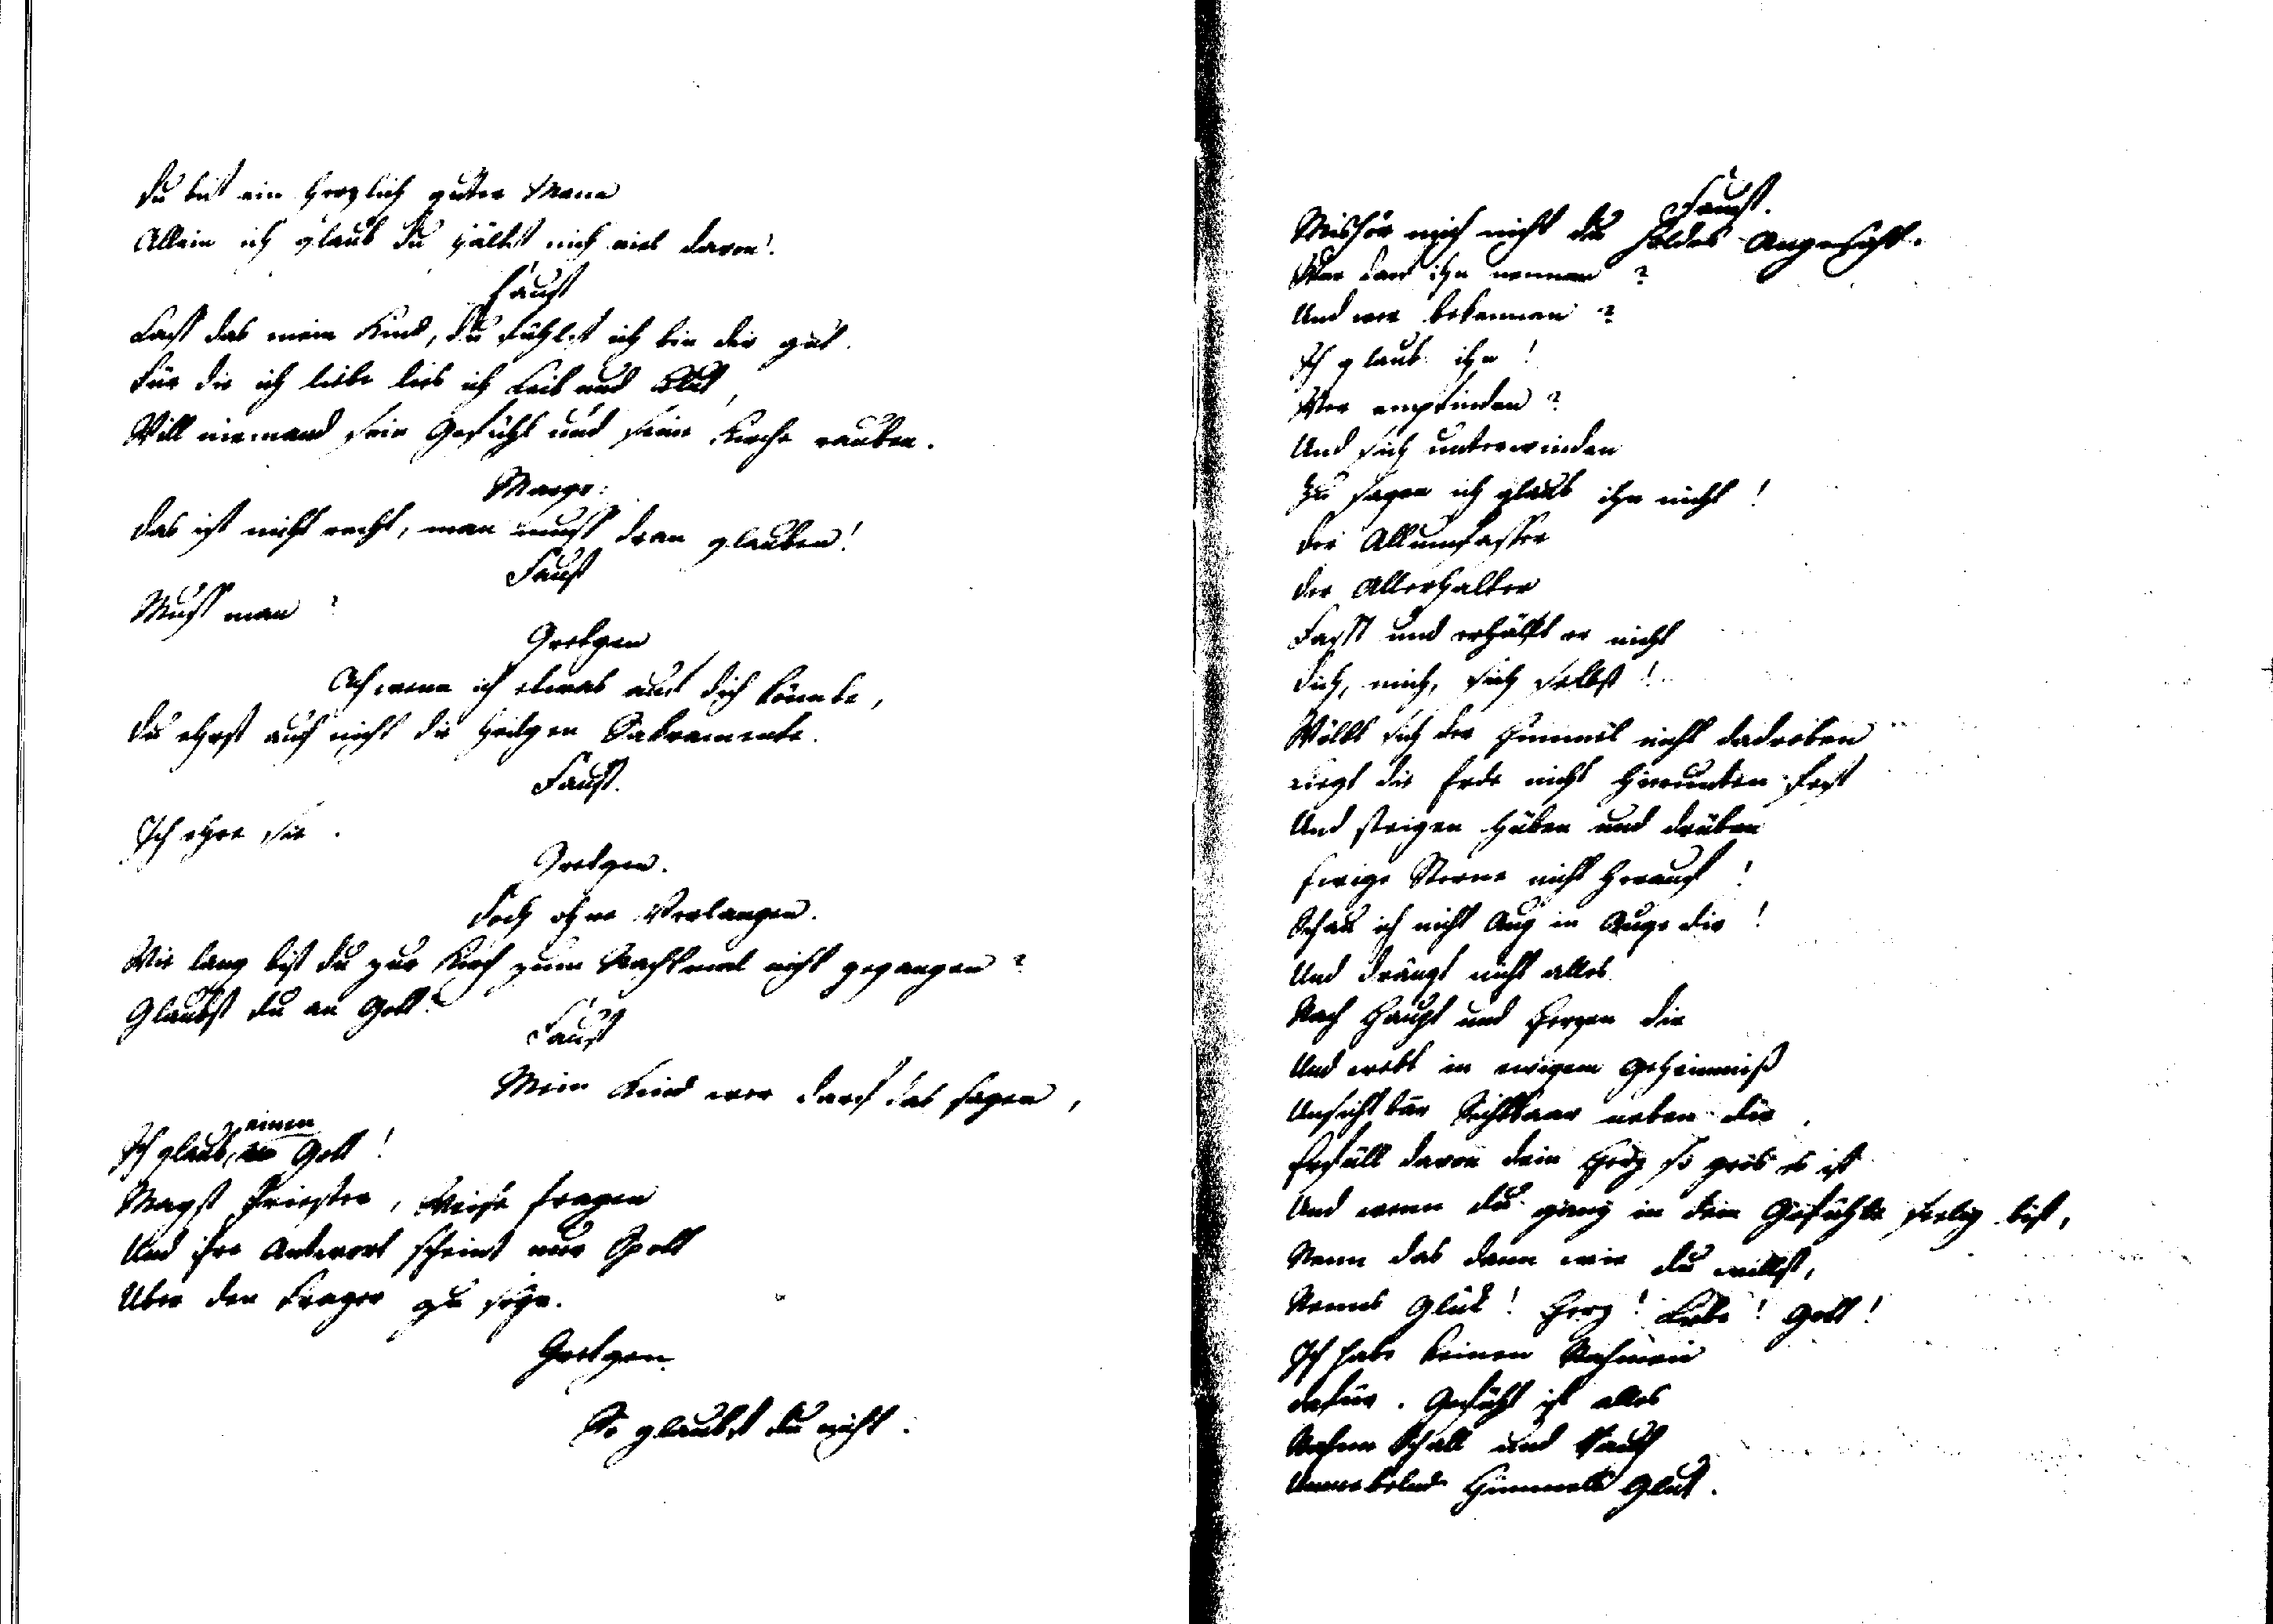 Du bist ein herzlich guter Mann
Allein ich glaub du hältst nich viel davon.
Faust
Lass das mein Kind, du fühlst ich bin dir gut.
Für die ich liebe lies ich Leib und Blut,
Will niemand sein Gefühl und seine Kirche rauben.
Margr:
Das ist nicht recht, man muss dran glauben!
Faust
Muss man?
Gretgen
Ach wenn ich etwas auf dich könnte,
Du ehrst auch nicht die heilgen Sakramente.
Faust.
Ich ehre sie.
Gretgen.
Doch ohne Verlangen.
Wie lang bist du zur Kirch zum Nachtmal nicht gegangen?
Glaubst du an Gott?
Faust
Mein Kind wer darf das sagen,
Ich glaub einen Gott!
Magst Priester, Weise fragen
Und ihre Antwort scheint nur Spott
Über den Frager zu seyn.
Gretgen
So glaubst du nicht.
Faust.
Mishör mich nicht du holdes Angesicht.
Wer darf ihn nennen?
Und wer bekennen?
Ich glaub ihn!
Wer empfinden?
Und sich unterwinden
Zu sagen ich glaub ihn nicht!
Der Allumfasser
Der Allerhalter
Fasst und erhält er nicht
Dich, mich, sich selbst!
Wölbt sich der Himmel nicht dadroben
Liegt die Erde nicht hierunten fest
Und steigen hüben und drüben
Ewige Sterne nicht herauf!
Schau ich nicht Aug in Auge dir!
Und drängt nicht alles
Nach Haupt und Herzen dir
Und webt in ewigem Geheimniß
Unsichtbaar Sichtbaar neben dir,
Erfüll davon dein Herz so gros es ist
Und wenn du ganz in dem Gefühle seelig bist,
Nenn das dann wie du willst,
Nenns Glück! Herz! Liebe! Gott!
Ich habe keinen Nahmen
Dafür. Gefühl ist alles
Nahme Schall und Rauch
Umnebelnd Himmels Glut.